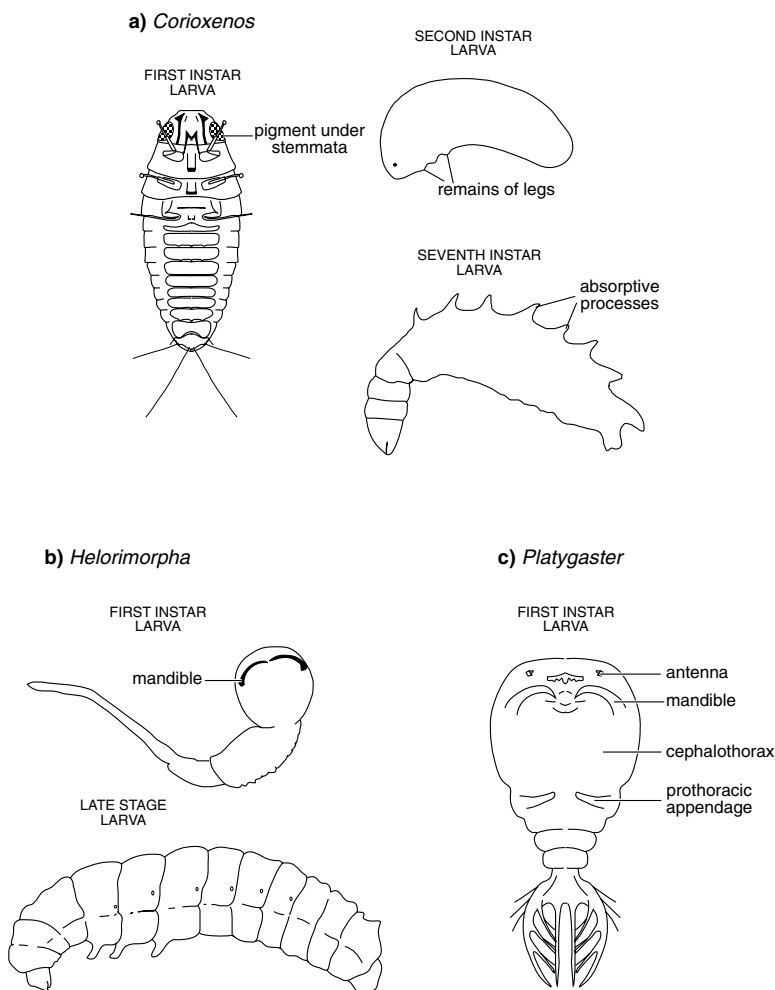 a) Corioxenos
FIRST INSTAR
LARVA
pigment under
stemmata
SECOND INSTAR
LARVA
remains of legs
SEVENTH INSTAR
LARVA
absorptive
processes
b) Helorimorpha
FIRST INSTAR
LARVA
mandible
LATE STAGE
LARVA
c) Platygaster
FIRST INSTAR
LARVA
antenna
mandible
cephalothorax
prothoracic
appendage